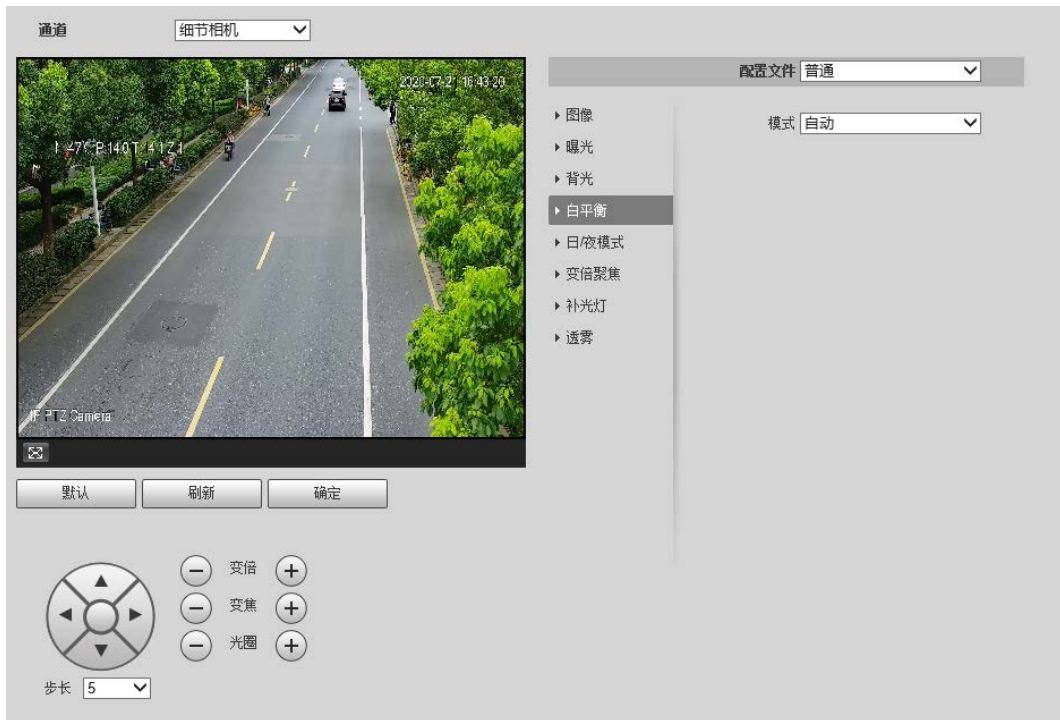 通道 细节相机
2020-07-21 16:43:20
IP PTZ Camera
默认 刷新 确定
变倍
变焦
光圈
步长 5
配置文件 普通
图像
曝光
背光
白平衡
日/夜模式
变倍聚焦
补光灯
透雾
模式 自动